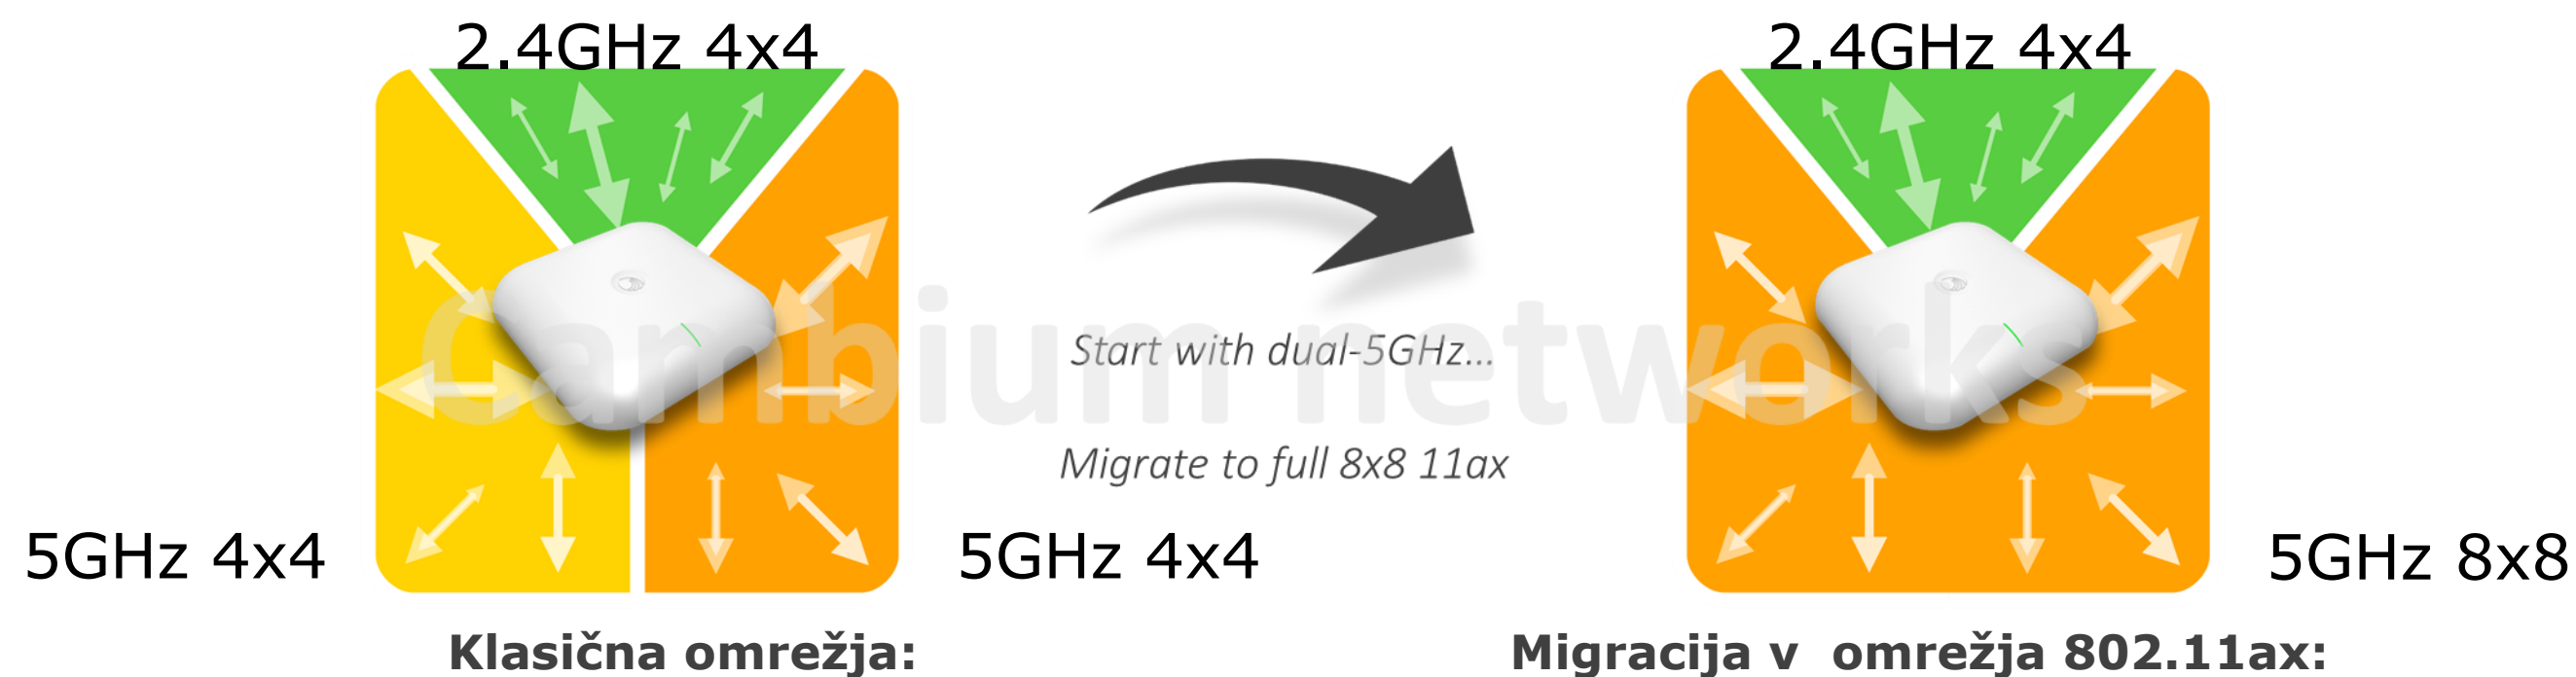 2.4GHz 4x4
2.4GHz 4x4
Cambium networks
Start with dual-5GHz...
Migrate to full 8x8 11ax
5GHz 4x4
5GHz 4x4
5GHz 8x8
Klasična omrežja:
Migracija v  omrežja 802.11ax: